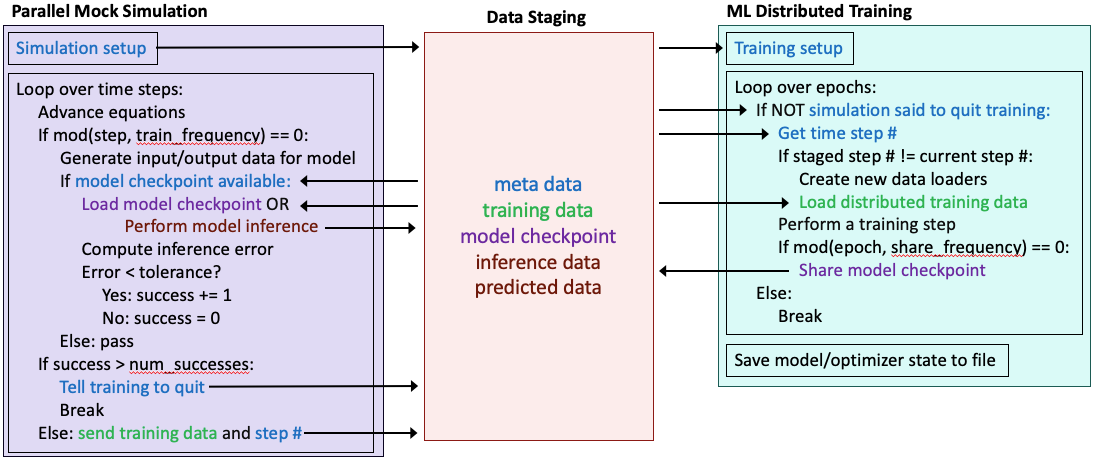 Parallel Mock Simulation
Simulation setup
Loop over time steps:
Advance equations
If mod(step, train_frequency) == 0:
Generate input/output data for model
If model checkpoint available:
Load model checkpoint OR
Perform model inference
Compute inference error
Error < tolerance?
Yes: success += 1
No: success = 0
Else: pass
If success > num_successes:
Tell training to quit
Break
Else: send training data and step #
Data Staging
meta data
training data
model checkpoint
inference data
predicted data
ML Distributed Training
Training setup
Loop over epochs:
If NOT simulation said to quit training:
Get time step #
If staged step # != current step #:
Create new data loaders
Load distributed training data
Perform a training step
If mod(epoch, share_frequency) == 0:
Share model checkpoint
Else:
Break
Save model/optimizer state to file